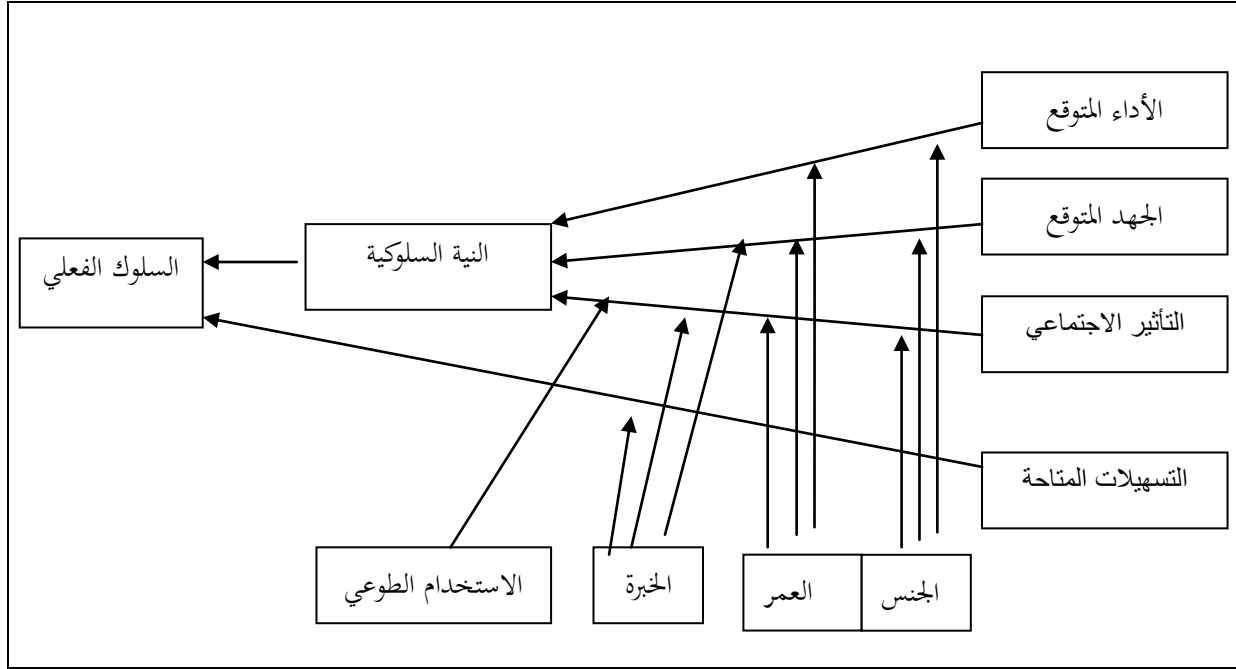 الأداء المتوقع
الجهد المتوقع
النية السلوكية
السلوك الفعلي
التأثير الاجتماعي
التسهيلات المتاحة
الجنس
العمر
الخبرة
الاستخدام الطوعي